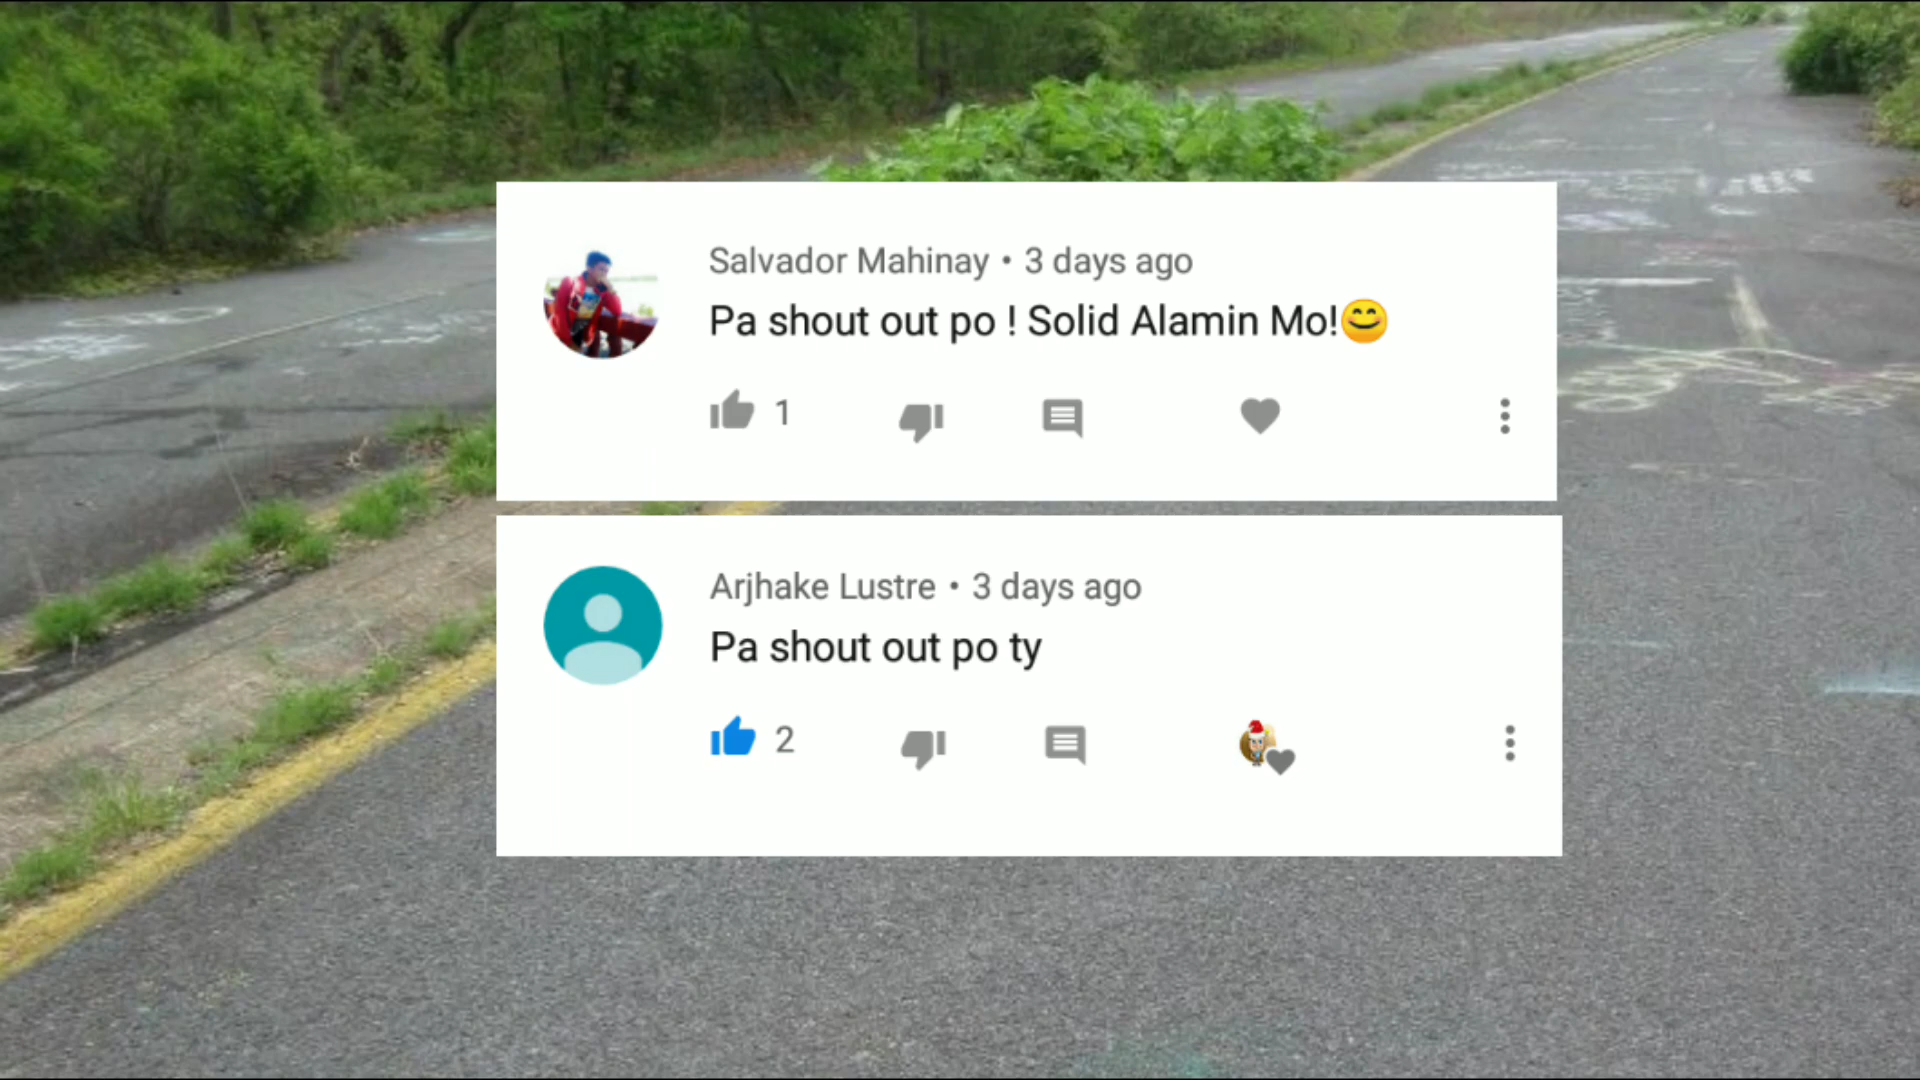 Salvador Mahinay • 3 days ago
Pa shout out po ! Solid Alamin Mo!😊
1
Arjhake Lustre • 3 days ago
Pa shout out po ty
2